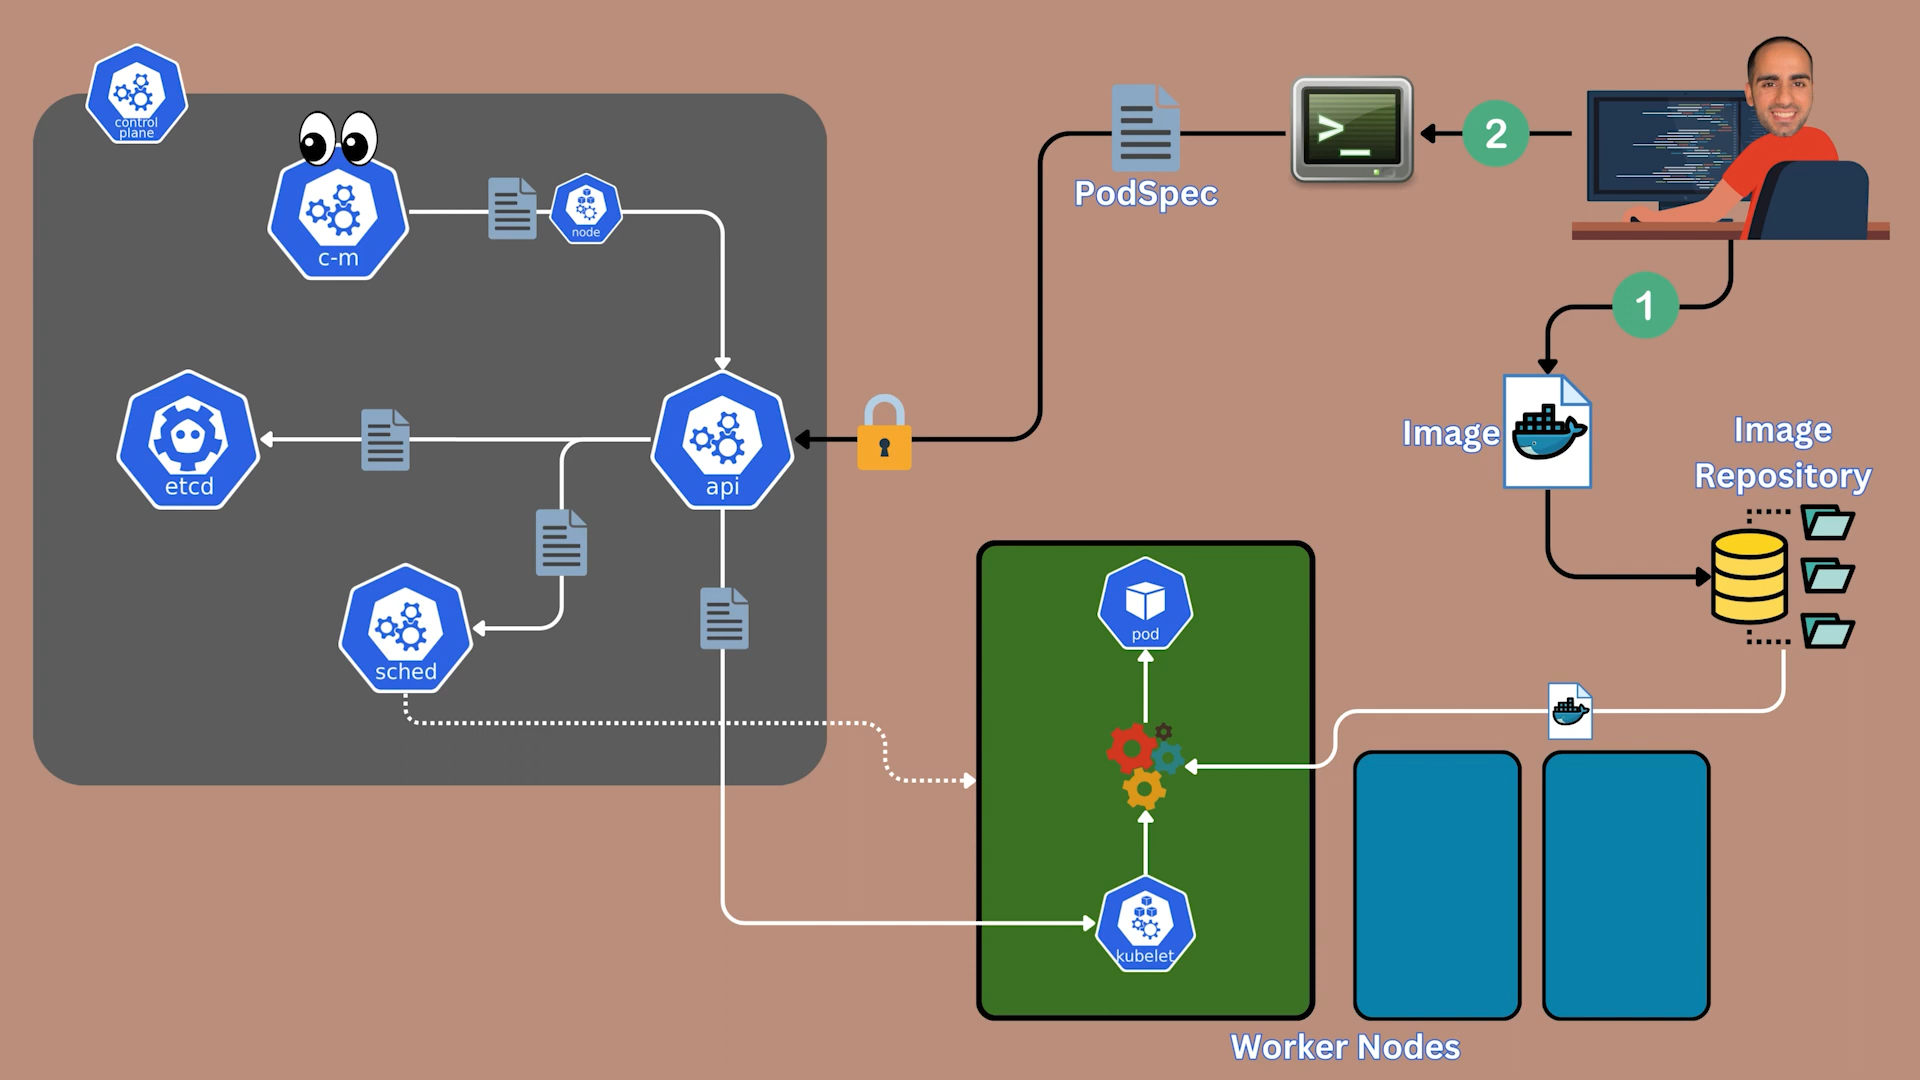 control
plane
c-m
node
PodSpec
>_
2
1
etcd
api
Image
Image
Repository
sched
pod
kubelet
Worker Nodes